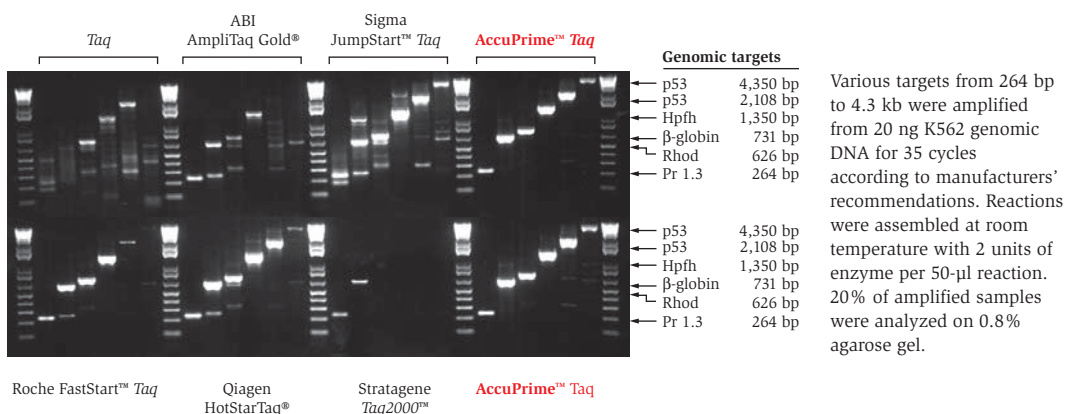 Taq
ABI
AmpliTaq Gold®
Sigma
JumpStart™ Taq
AccuPrime™ Taq
Genomic targets
p53 4,350 bp
p53 2,108 bp
Hpfh 1,350 bp
β-globin 731 bp
Rhod 626 bp
Pr 1.3 264 bp
p53 4,350 bp
p53 2,108 bp
Hpfh 1,350 bp
β-globin 731 bp
Rhod 626 bp
Pr 1.3 264 bp
Roche FastStart™ Taq
Qiagen
HotStarTaq®
Stratagene
Taq2000™
AccuPrime™ Taq
Various targets from 264 bp
to 4.3 kb were amplified
from 20 ng K562 genomic
DNA for 35 cycles
according to manufacturers’
recommendations. Reactions
were assembled at room
temperature with 2 units of
enzyme per 50-µl reaction.
20% of amplified samples
were analyzed on 0.8%
agarose gel.